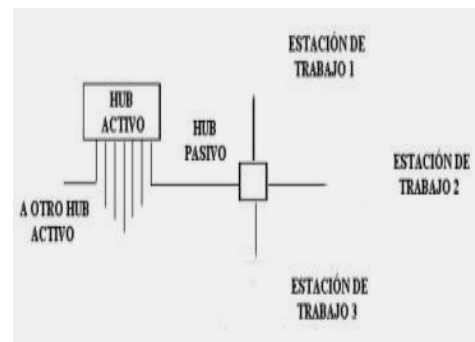 ESTACIÓN DE
TRABAJO 1
HUB
ACTIVO
HUB
PASIVO
ESTACIÓN DE
TRABAJO 2
A OTRO HUB
ACTIVO
ESTACIÓN DE
TRABAJO 3